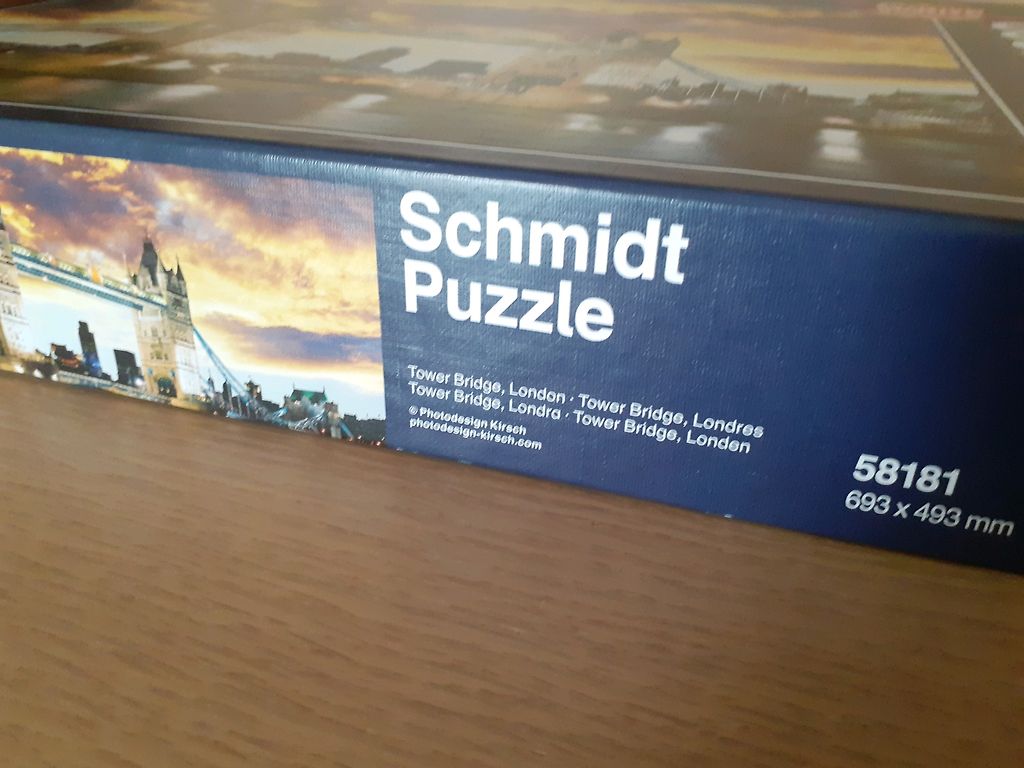 Schmidt
Puzzle
Tower Bridge, London · Tower Bridge, Londres
Tower Bridge, Londra · Tower Bridge, Londen
© Photodesign Kirsch
photodesign-kirsch.com
58181
693 x 493 mm